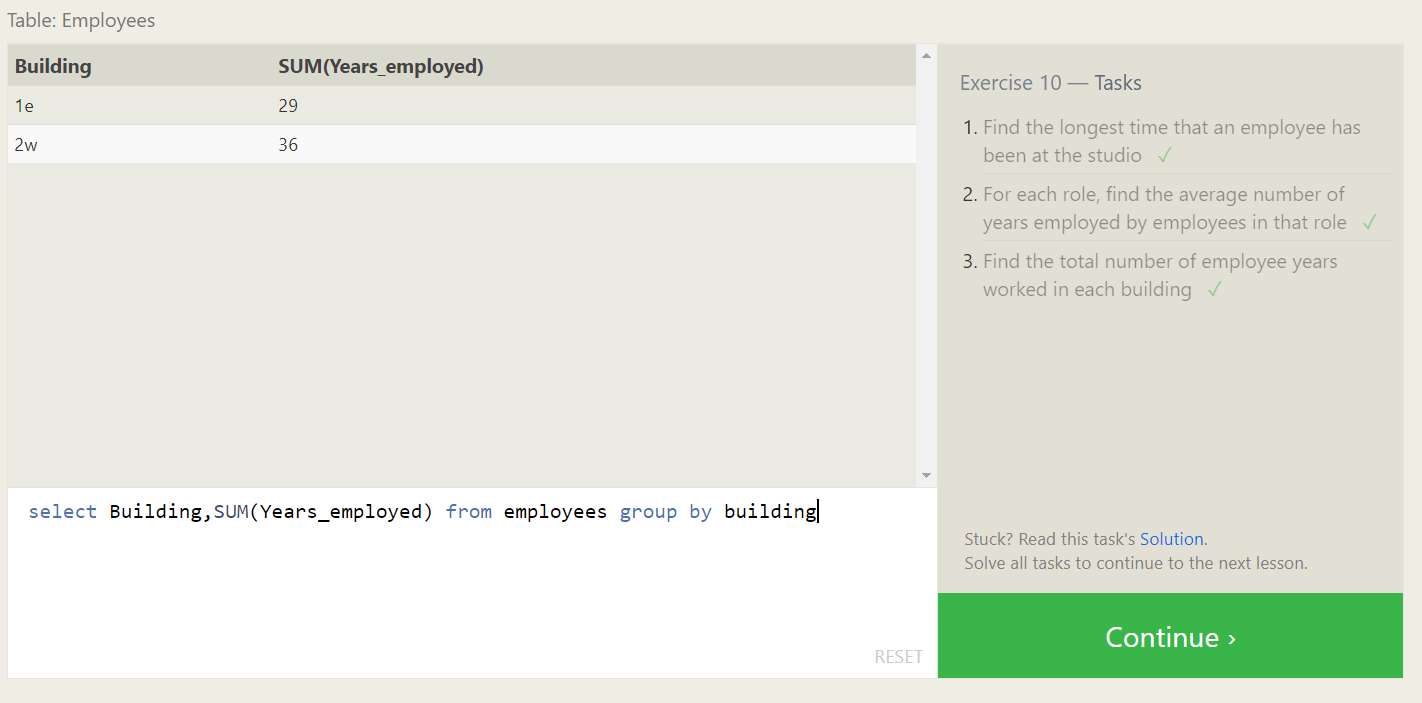 Table: Employees
Building SUM(Years_employed)
1e 29
2w 36
select Building,SUM(Years_employed) from employees group by building
RESET
Exercise 10 — Tasks
1. Find the longest time that an employee has
been at the studio ✓
2. For each role, find the average number of
years employed by employees in that role ✓
3. Find the total number of employee years
worked in each building ✓
Stuck? Read this task's Solution.
Solve all tasks to continue to the next lesson.
Continue ›